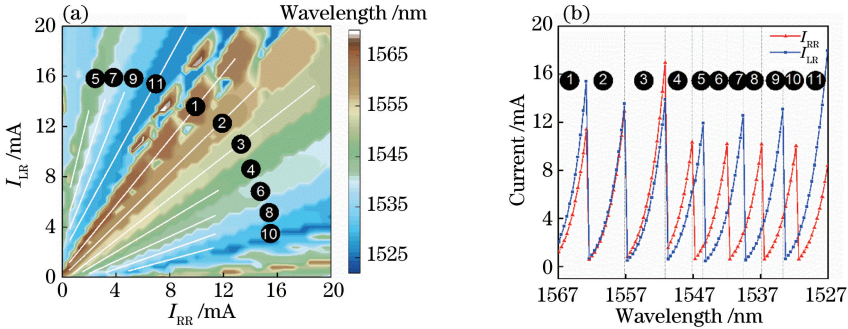 (a)
Wavelength /nm
20
16
12
8
4
0
I_LR /mA
5 7 9 11
1
2
3
4
6
8
10
0 4 8 12 16 20
I_RR /mA
1565
1555
1545
1535
1525
(b)
20
16
12
8
4
0
Current /mA
I_RR
I_LR
1 2 3 4 5 6 7 8 9 10 11
1567 1557 1547 1537 1527
Wavelength /nm